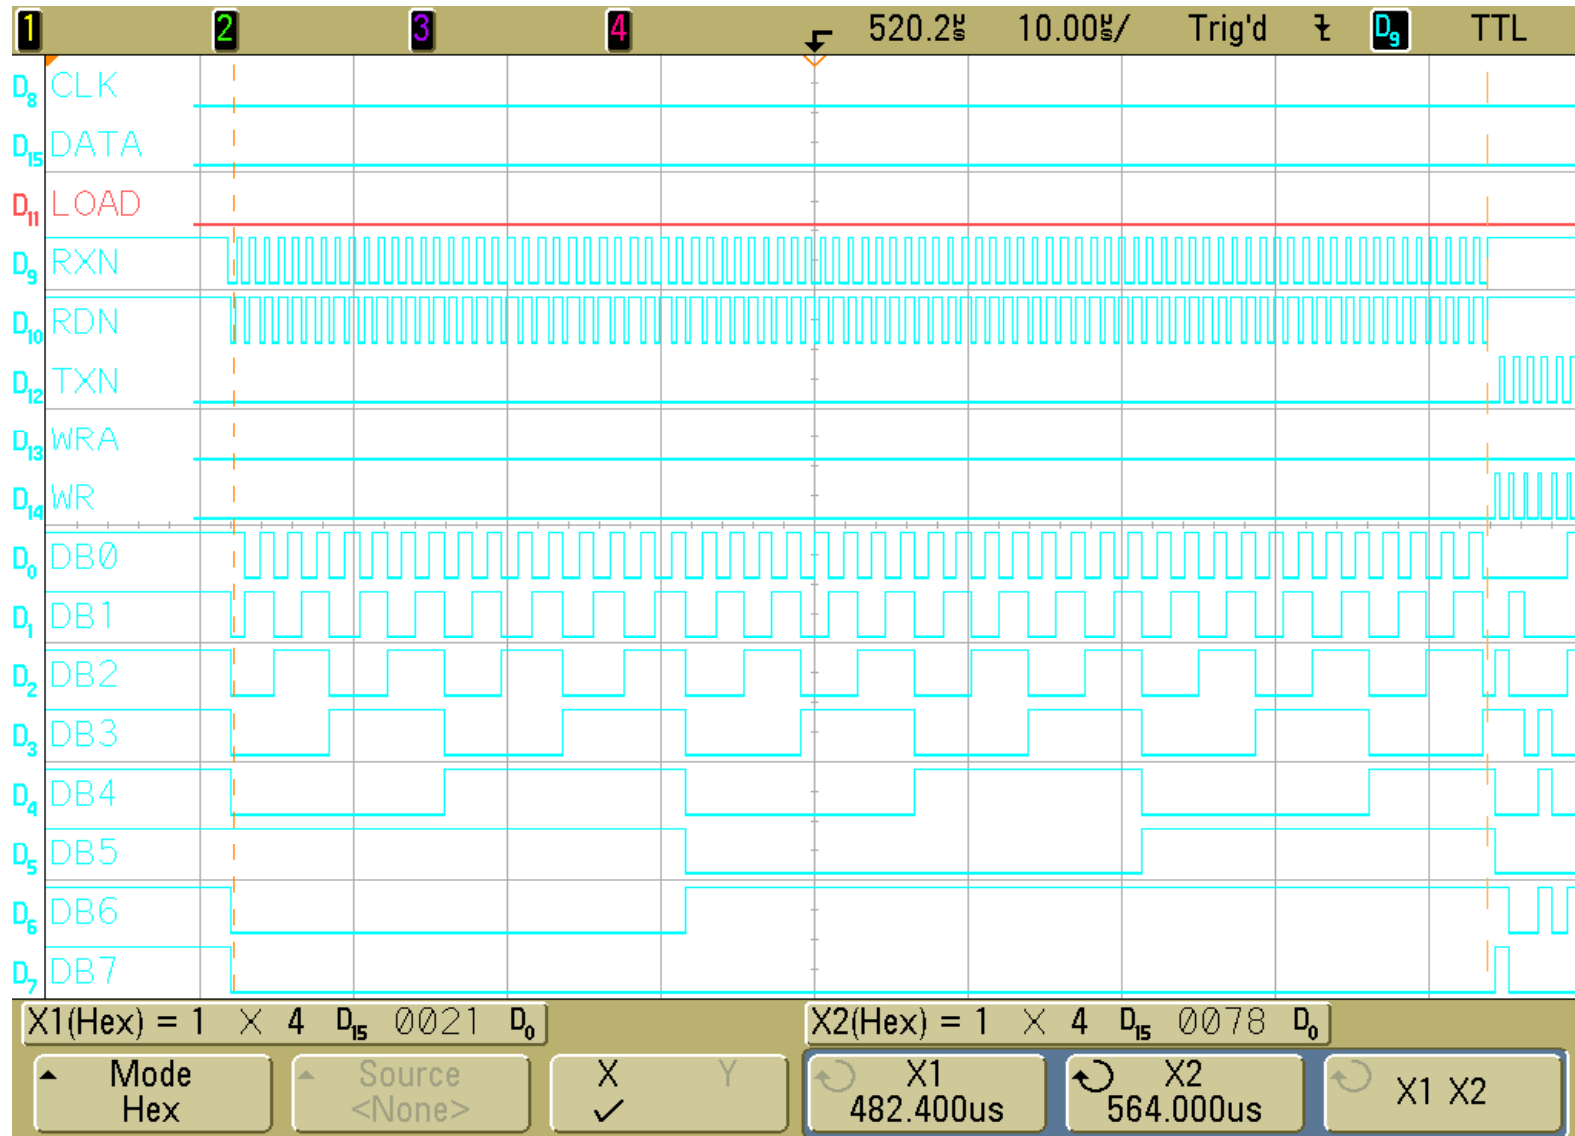 1 2 3 4 520.2µs 10.00µs/ Trig'd D9 TTL
D8 CLK
D15 DATA
D11 LOAD
D9 RXN
D10 RDN
D12 TXN
D13 WRA
D14 WR
D0 DB0
D1 DB1
D2 DB2
D3 DB3
D4 DB4
D5 DB5
D6 DB6
D7 DB7
X1(Hex) = 1 X 4 D15 0021 D0 X2(Hex) = 1 X 4 D15 0078 D0
Mode Source X Y X1 X2 X1 X2
Hex <None> ✓ 482.400us 564.000us